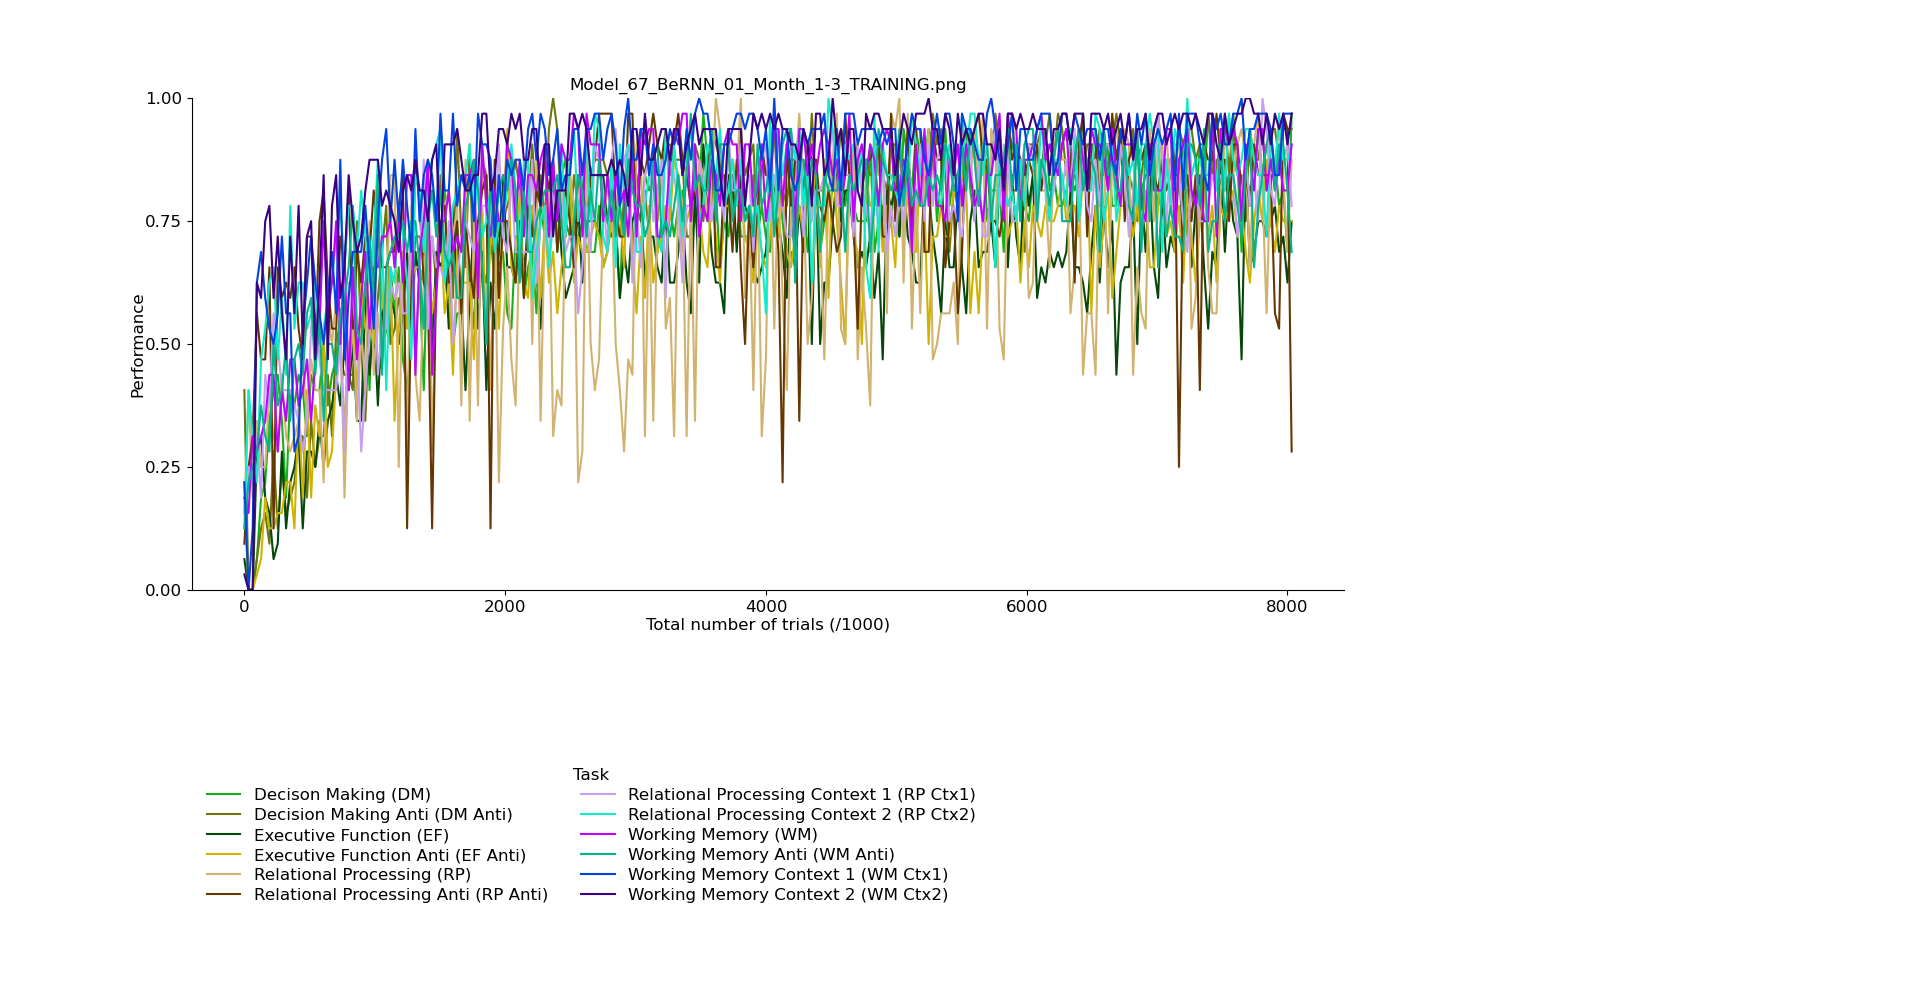 Model_67_BeRNN_01_Month_1-3_TRAINING.png
1.00
0.75
0.50
0.25
0.00
Performance
0 2000 4000 6000 8000
Total number of trials (/1000)
Task
Decison Making (DM)
Decision Making Anti (DM Anti)
Executive Function (EF)
Executive Function Anti (EF Anti)
Relational Processing (RP)
Relational Processing Anti (RP Anti)
Relational Processing Context 1 (RP Ctx1)
Relational Processing Context 2 (RP Ctx2)
Working Memory (WM)
Working Memory Anti (WM Anti)
Working Memory Context 1 (WM Ctx1)
Working Memory Context 2 (WM Ctx2)